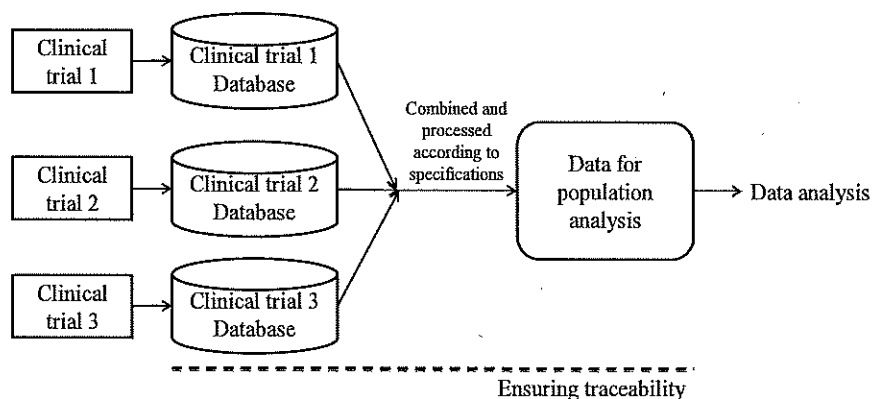 Clinical
trial 1
Clinical trial 1
Database
Combined and
processed
according to
specifications
Clinical
trial 2
Clinical trial 2
Database
Data for
population
analysis
Data analysis
Clinical
trial 3
Clinical trial 3
Database
Ensuring traceability